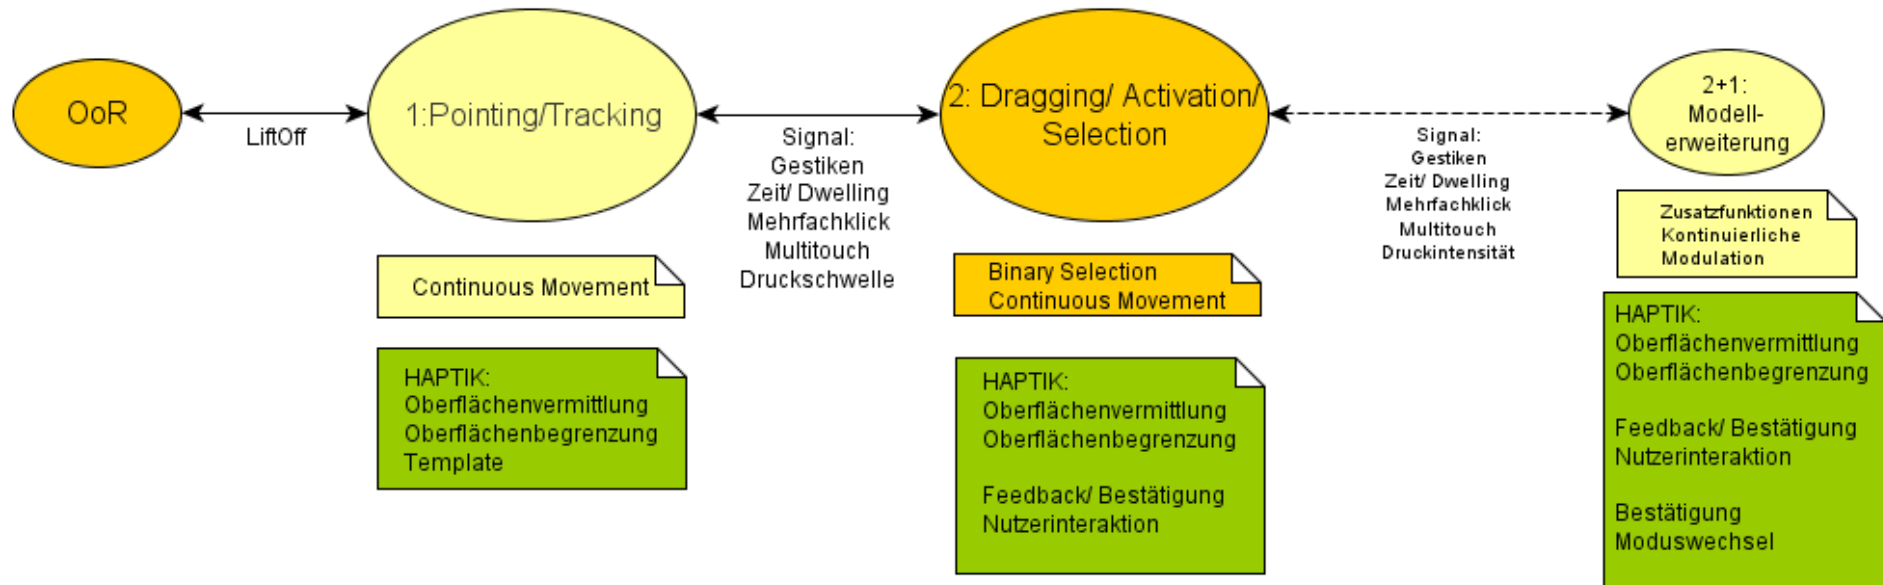 OoR
LiftOff
1:Pointing/Tracking
Signal:
Gestiken
Zeit/ Dwelling
Mehrfachklick
Multitouch
Druckschwelle
2: Dragging/ Activation/
Selection
Signal:
Gestiken
Zeit/ Dwelling
Mehrfachklick
Multitouch
Druckintensität
2+1:
Modell-
erweiterung
Continuous Movement
HAPTIK:
Oberflächenvermittlung
Oberflächenbegrenzung
Template
Binary Selection
Continuous Movement
HAPTIK:
Oberflächenvermittlung
Oberflächenbegrenzung
Feedback/ Bestätigung
Nutzerinteraktion
Zusatzfunktionen
Kontinuierliche
Modulation
HAPTIK:
Oberflächenvermittlung
Oberflächenbegrenzung
Feedback/ Bestätigung
Nutzerinteraktion
Bestätigung
Moduswechsel